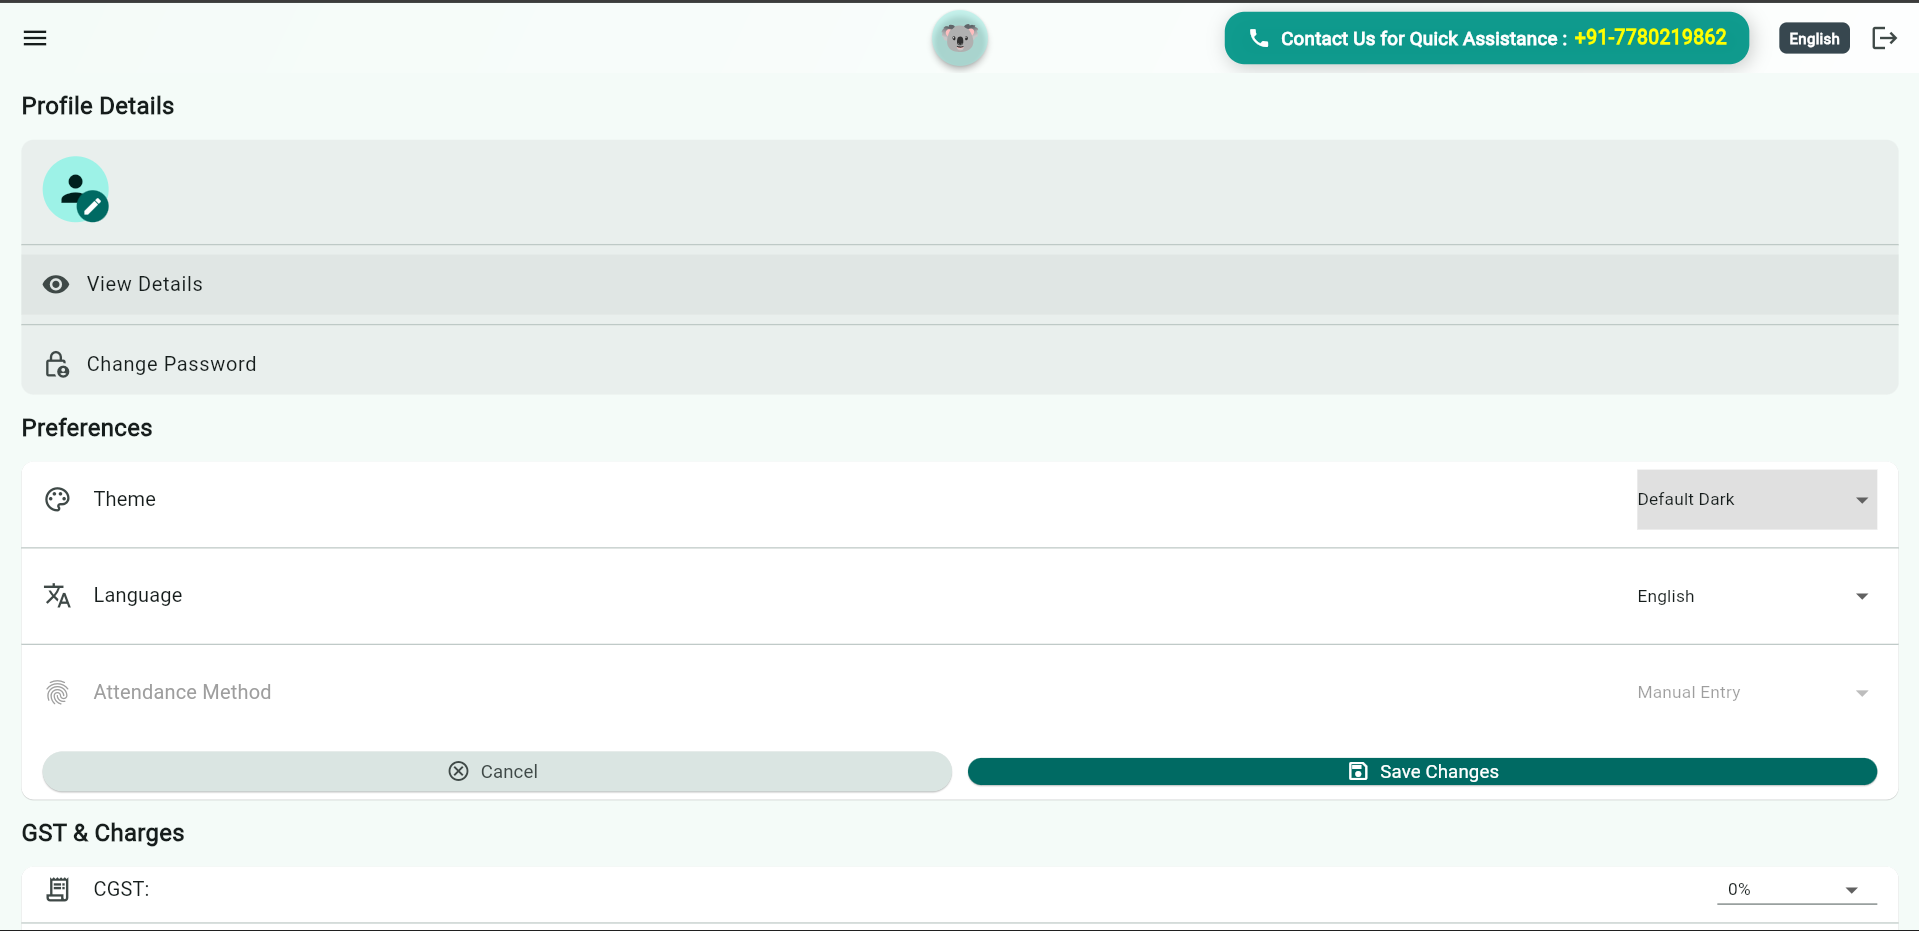 Contact Us for Quick Assistance : +91-7780219862
English
Profile Details
View Details
Change Password
Preferences
Theme
Default Dark
Language
English
Attendance Method
Manual Entry
Cancel
Save Changes
GST & Charges
CGST:
0%